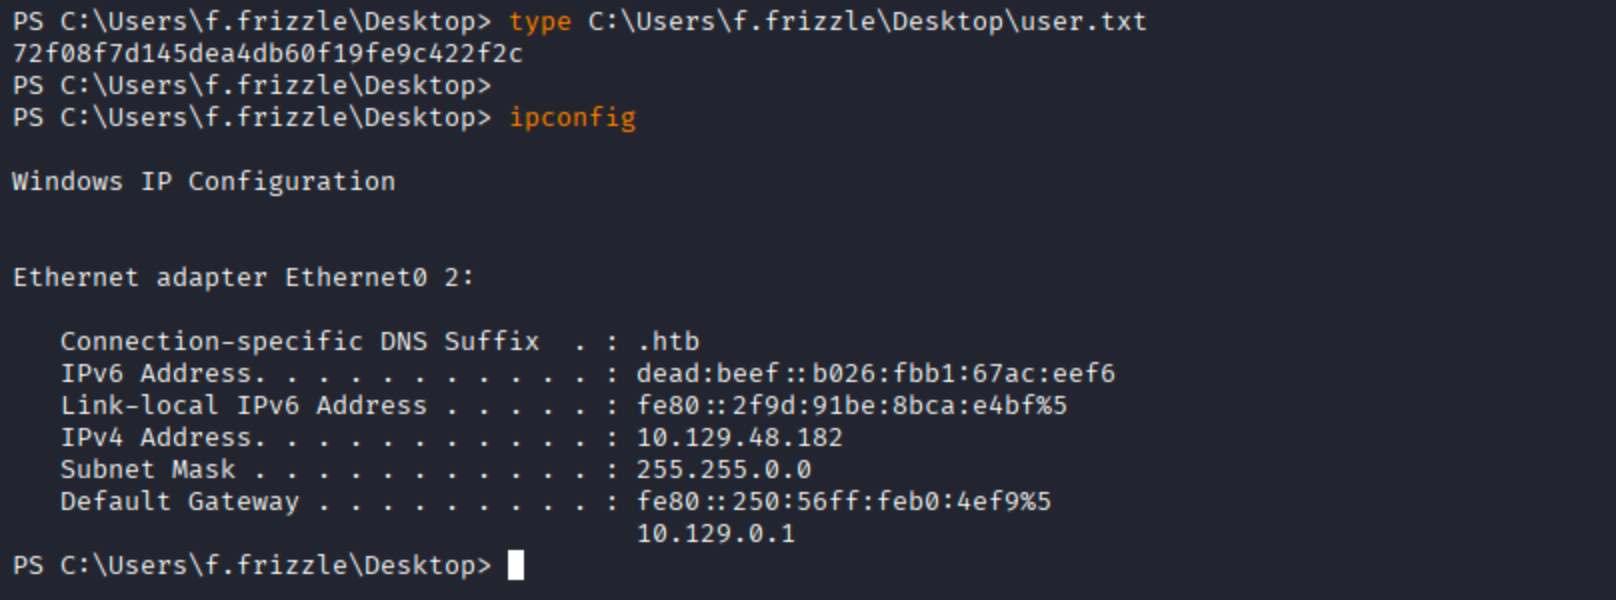 PS C:\Users\f.frizzle\Desktop> type C:\Users\f.frizzle\Desktop\user.txt
72f08f7d145dea4db60f19fe9c422f2c
PS C:\Users\f.frizzle\Desktop>
PS C:\Users\f.frizzle\Desktop> ipconfig
Windows IP Configuration
Ethernet adapter Ethernet0 2:
   Connection-specific DNS Suffix  . : .htb
   IPv6 Address. . . . . . . . . . . : dead:beef::b026:fbb1:67ac:eef6
   Link-local IPv6 Address . . . . . : fe80::2f9d:91be:8bca:e4bf%5
   IPv4 Address. . . . . . . . . . . : 10.129.48.182
   Subnet Mask . . . . . . . . . . . : 255.255.0.0
   Default Gateway . . . . . . . . . : fe80::250:56ff:feb0:4ef9%5
                                       10.129.0.1
PS C:\Users\f.frizzle\Desktop>